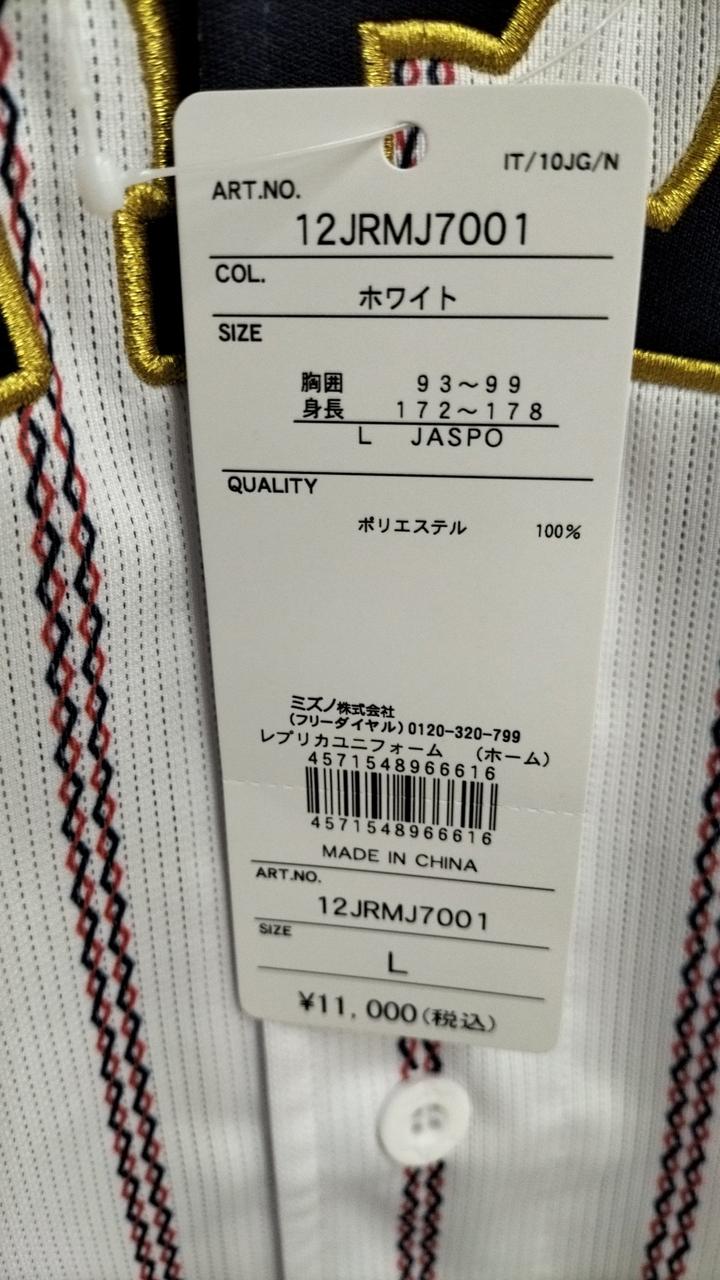 IT/10JG/N
ART.NO.
12JRMJ7001
COL.
ホワイト
SIZE
胸囲 93～99
身長 172～178
L JASPO
QUALITY
ポリエステル 100%
ミズノ株式会社
(フリーダイヤル)0120-320-799
レプリカユニフォーム (ホーム)
4571548966616
4571548966616
MADE IN CHINA
ART.NO.
12JRMJ7001
SIZE
L
¥11,000(税込)